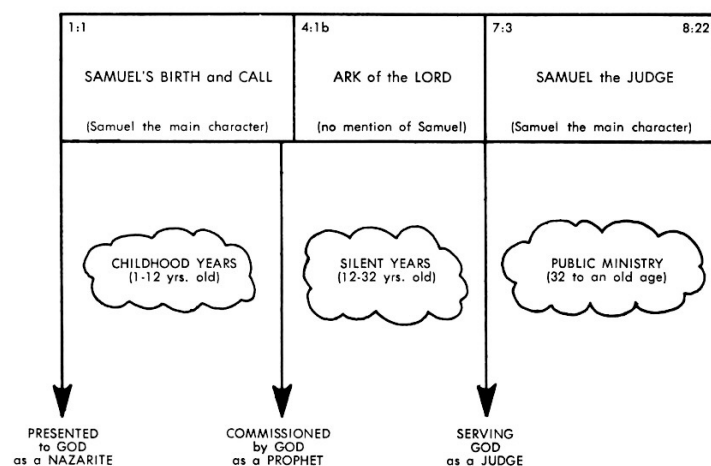 1:1
4:1b
7:3
8:22
SAMUEL'S BIRTH and CALL
ARK of the LORD
SAMUEL the JUDGE
(Samuel the main character)
(no mention of Samuel)
(Samuel the main character)
CHILDHOOD YEARS
(1-12 yrs. old)
SILENT YEARS
(12-32 yrs. old)
PUBLIC MINISTRY
(32 to an old age)
PRESENTED
to GOD
as a NAZARITE
COMMISSIONED
by GOD
as a PROPHET
SERVING
GOD
as a JUDGE